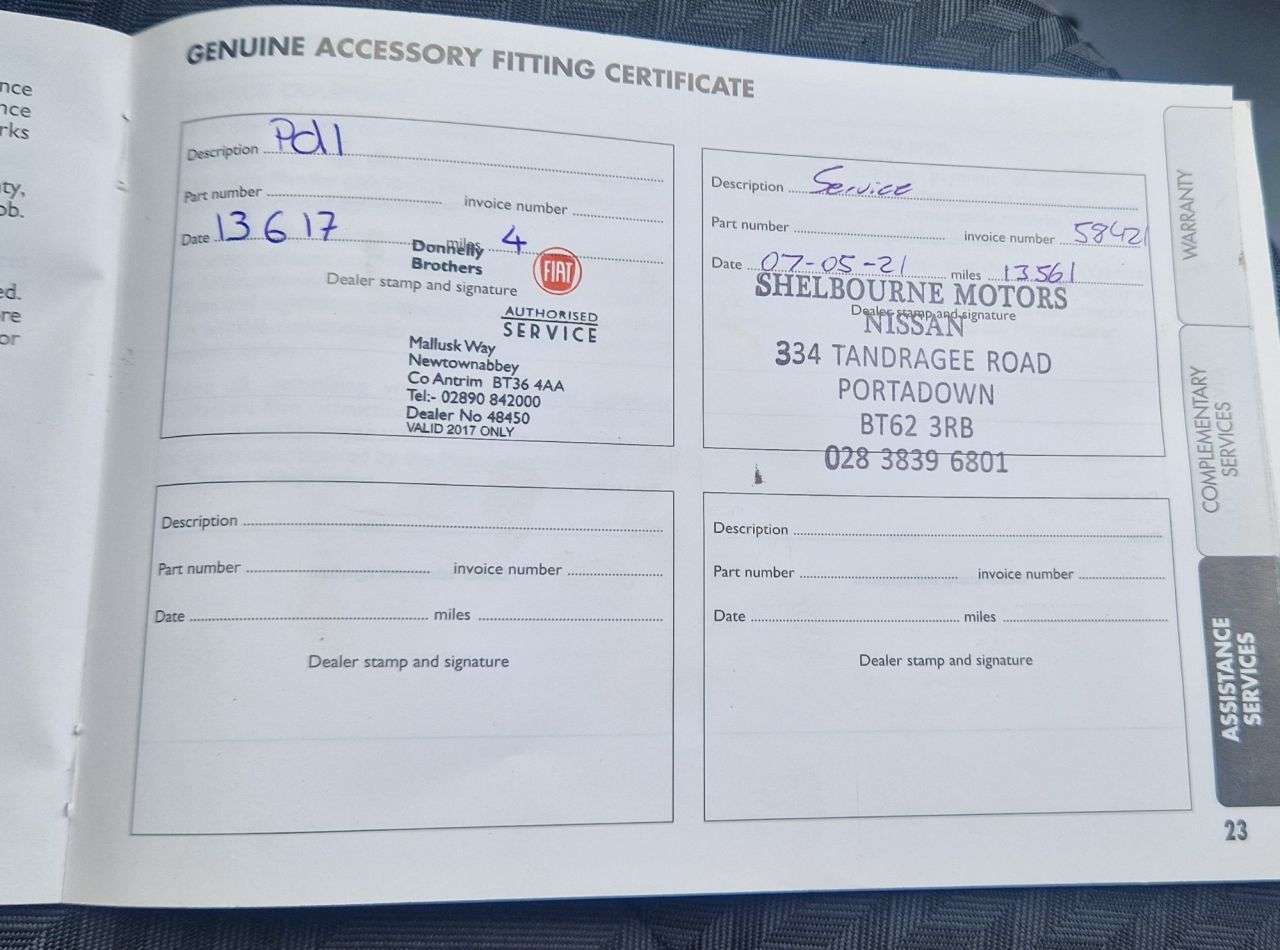 nce
nce
rks
ty,
ob.
ed.
re
or
GENUINE ACCESSORY FITTING CERTIFICATE
Description PdI
Part number invoice number
Date 13 6 17 miles 4
Donnelly
Brothers
FIAT
Dealer stamp and signature
AUTHORISED
SERVICE
Mallusk Way
Newtownabbey
Co Antrim BT36 4AA
Tel:- 02890 842000
Dealer No 48450
VALID 2017 ONLY
Description Service
Part number invoice number 58421
Date 07-05-21 miles 13561
SHELBOURNE MOTORS
Dealer stamp and signature
NISSAN
334 TANDRAGEE ROAD
PORTADOWN
BT62 3RB
028 3839 6801
Description
Part number invoice number
Date miles
Dealer stamp and signature
Description
Part number invoice number
Date miles
Dealer stamp and signature
WARRANTY
COMPLEMENTARY
SERVICES
ASSISTANCE
SERVICES
23